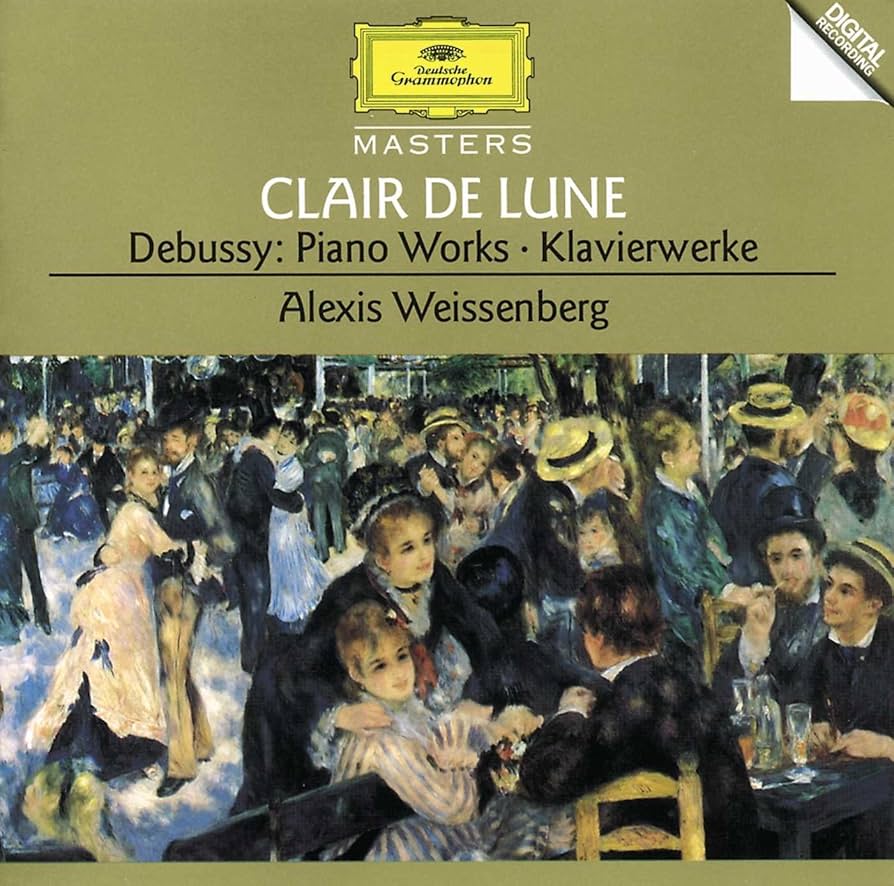 DIGITAL
RECORDING
Deutsche
Grammophon
MASTERS
CLAIR DE LUNE
Debussy: Piano Works · Klavierwerke
Alexis Weissenberg